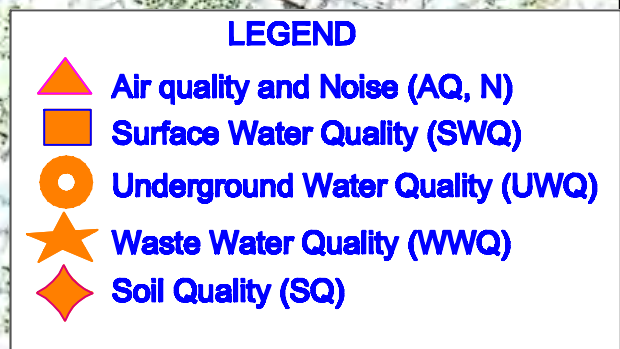 LEGEND
Air quality and Noise (AQ, N)
Surface Water Quality (SWQ)
Underground Water Quality (UWQ)
Waste Water Quality (WWQ)
Soil Quality (SQ)